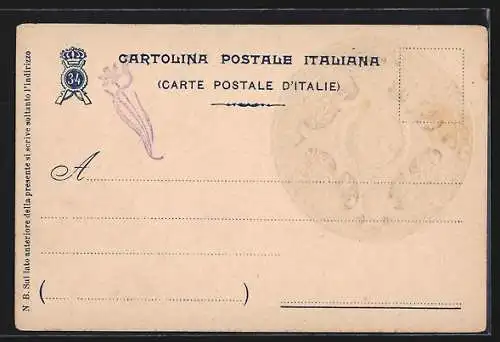 34
CARTOLINA POSTALE ITALIANA
(CARTE POSTALE D'ITALIE)
A
N. B. Sul lato anteriore della presente si scrive soltanto l'indirizzo